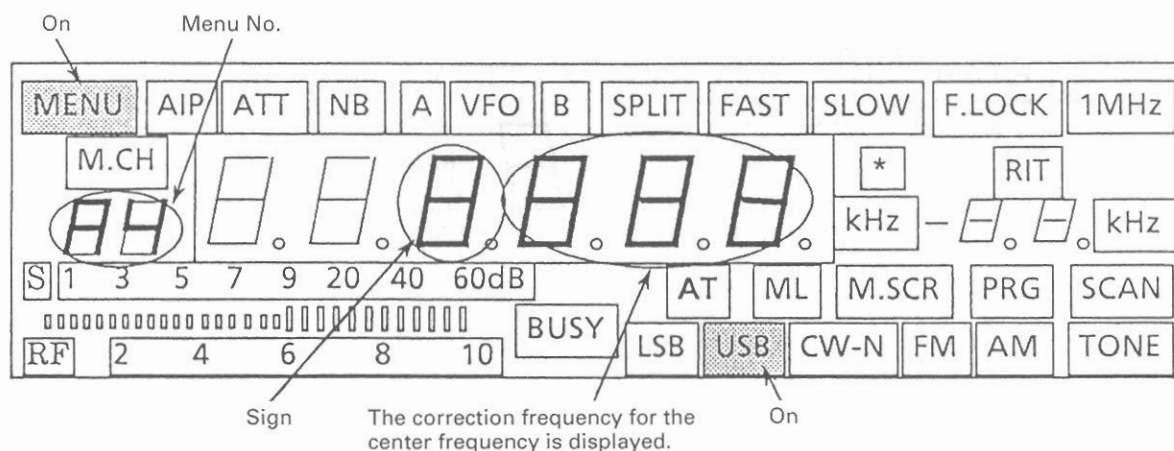 On Menu No.
MENU AIP ATT NB A VFO B SPLIT FAST SLOW F.LOCK 1MHz
M.CH * RIT
A4 kHz kHz
S 1 3 5 7 9 20 40 60dB AT ML M.SCR PRG SCAN
BUSY
RF 2 4 6 8 10 LSB USB CW-N FM AM TONE
Sign The correction frequency for the On
center frequency is displayed.